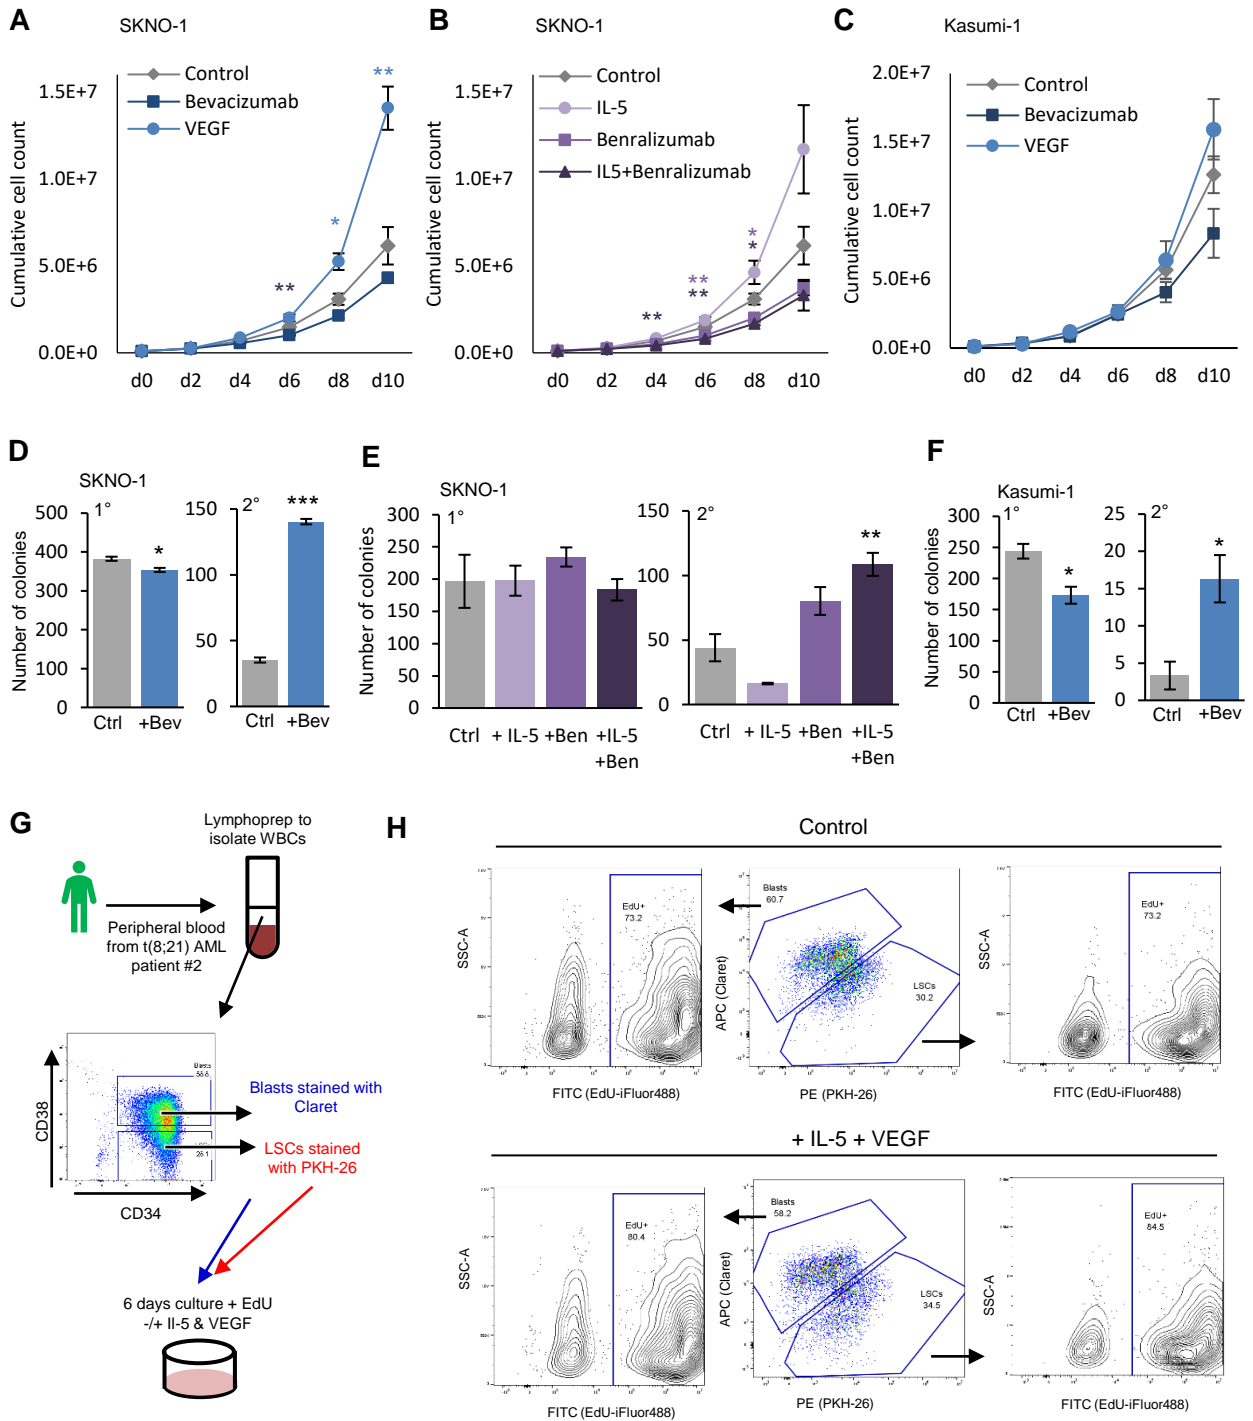 A
SKNO-1
Control
Bevacizumab
VEGF
Cumulative cell count
1.5E+7
1.0E+7
5.0E+6
0.0E+0
**
*
**
d0 d2 d4 d6 d8 d10
B
SKNO-1
Control
IL-5
Benralizumab
IL5+Benralizumab
Cumulative cell count
1.5E+7
1.0E+7
5.0E+6
0.0E+0
**
**
**
*
*
d0 d2 d4 d6 d8 d10
C
Kasumi-1
Control
Bevacizumab
VEGF
Cumulative cell count
2.0E+7
1.5E+7
1.0E+7
5.0E+6
0.0E+0
d0 d2 d4 d6 d8 d10
D
SKNO-1
Number of colonies
1°
500
400
300
200
100
0
*
Ctrl +Bev
2°
150
100
50
0
***
Ctrl +Bev
E
SKNO-1
Number of colonies
1°
300
250
200
150
100
50
0
Ctrl + IL-5 +Ben +IL-5
+Ben
2°
150
100
50
0
**
Ctrl + IL-5 +Ben +IL-5
+Ben
F
Kasumi-1
Number of colonies
1°
300
250
200
150
100
50
0
*
Ctrl +Bev
2°
25
20
15
10
5
0
*
Ctrl +Bev
G
Lymphoprep to
isolate WBCs
Peripheral blood
from t(8;21) AML
patient #2
CD38
CD34
Blasts
LSCs
Blasts stained with
Claret
LSCs stained
with PKH-26
6 days culture + EdU
-/+ Il-5 & VEGF
H
Control
SSC-A
EdU+
73.2
FITC (EdU-iFluor488)
APC (Claret)
Blasts
60.7
LSCs
30.2
PE (PKH-26)
SSC-A
EdU+
73.2
FITC (EdU-iFluor488)
+ IL-5 + VEGF
SSC-A
EdU+
80.4
FITC (EdU-iFluor488)
APC (Claret)
Blasts
58.2
LSCs
34.5
PE (PKH-26)
SSC-A
EdU+
84.5
FITC (EdU-iFluor488)